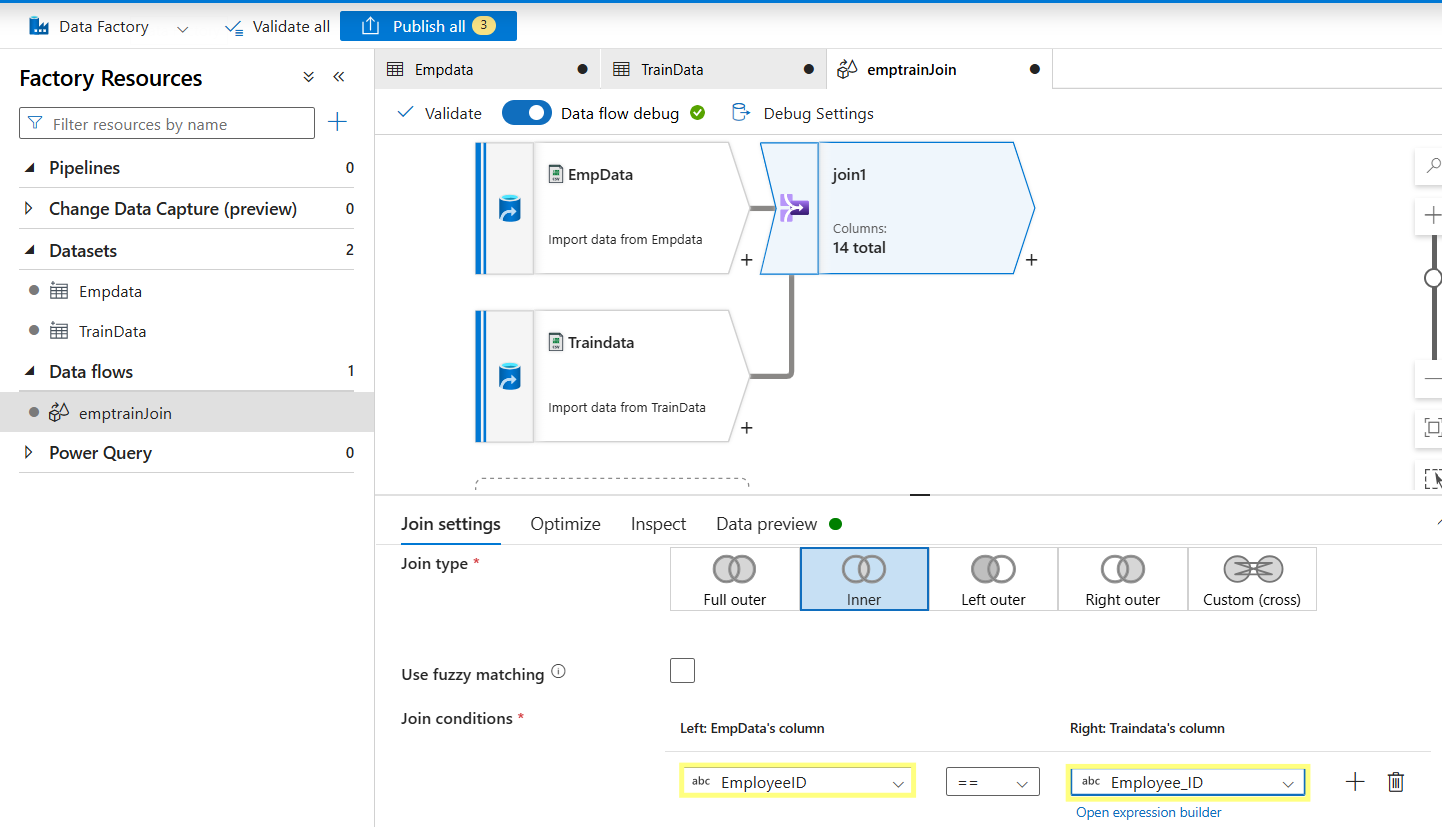 Data Factory
Validate all
Publish all 3
Factory Resources
Filter resources by name
Pipelines 0
Change Data Capture (preview) 0
Datasets 2
Empdata
TrainData
Data flows 1
emptrainJoin
Power Query 0
Empdata
TrainData
emptrainJoin
Validate
Data flow debug
Debug Settings
EmpData
Import data from Empdata
join1
Columns:
14 total
Traindata
Import data from TrainData
Join settings Optimize Inspect Data preview
Join type *
Full outer
Inner
Left outer
Right outer
Custom (cross)
Use fuzzy matching
Join conditions *
Left: EmpData's column
Right: Traindata's column
abc EmployeeID
==
abc Employee_ID
Open expression builder